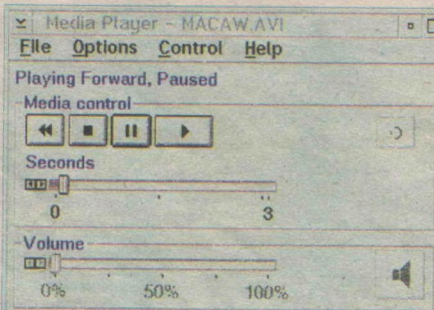 Media Player - MACAW.AVI
File Options Control Help
Playing Forward, Paused
Media control
Seconds
0 3
Volume
0% 50% 100%